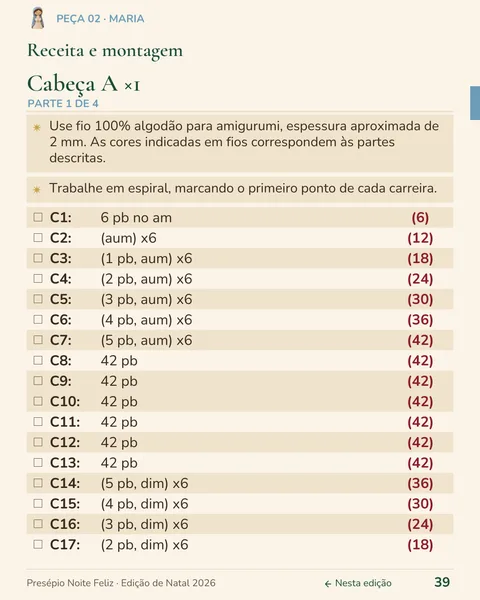 PEÇA 02 · MARIA
Receita e montagem
Cabeça A ×1
PARTE 1 DE 4
Use fio 100% algodão para amigurumi, espessura aproximada de
2 mm. As cores indicadas em fios correspondem às partes
descritas.
Trabalhe em espiral, marcando o primeiro ponto de cada carreira.
C1: 6 pb no am (6)
C2: (aum) x6 (12)
C3: (1 pb, aum) x6 (18)
C4: (2 pb, aum) x6 (24)
C5: (3 pb, aum) x6 (30)
C6: (4 pb, aum) x6 (36)
C7: (5 pb, aum) x6 (42)
C8: 42 pb (42)
C9: 42 pb (42)
C10: 42 pb (42)
C11: 42 pb (42)
C12: 42 pb (42)
C13: 42 pb (42)
C14: (5 pb, dim) x6 (36)
C15: (4 pb, dim) x6 (30)
C16: (3 pb, dim) x6 (24)
C17: (2 pb, dim) x6 (18)
Presépio Noite Feliz · Edição de Natal 2026 ← Nesta edição 39